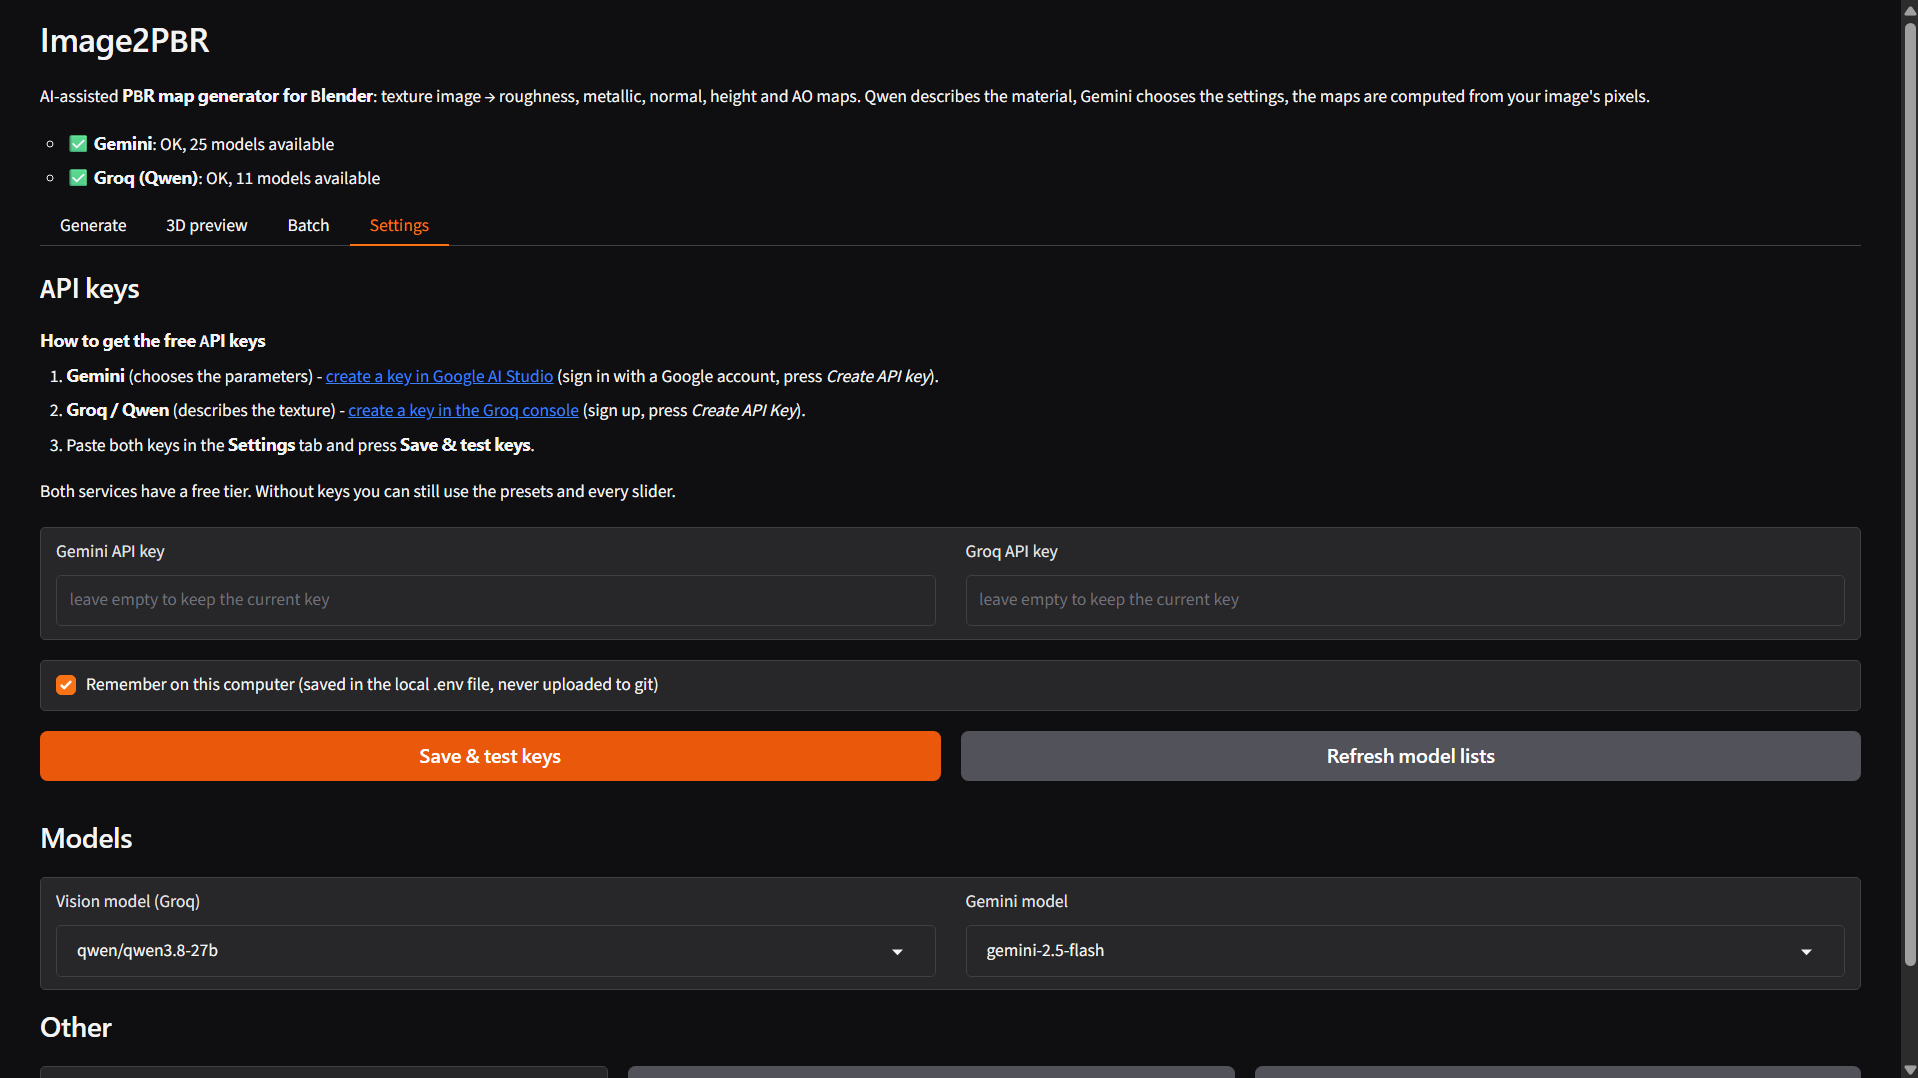 Image2PBR
AI-assisted PBR map generator for Blender: texture image → roughness, metallic, normal, height and AO maps. Qwen describes the material, Gemini chooses the settings, the maps are computed from your image's pixels.
Gemini: OK, 25 models available
Groq (Qwen): OK, 11 models available
Generate 3D preview Batch Settings
API keys
How to get the free API keys
1. Gemini (chooses the parameters) - create a key in Google AI Studio (sign in with a Google account, press Create API key).
2. Groq / Qwen (describes the texture) - create a key in the Groq console (sign up, press Create API Key).
3. Paste both keys in the Settings tab and press Save & test keys.
Both services have a free tier. Without keys you can still use the presets and every slider.
Gemini API key Groq API key
leave empty to keep the current key leave empty to keep the current key
Remember on this computer (saved in the local .env file, never uploaded to git)
Save & test keys Refresh model lists
Models
Vision model (Groq) Gemini model
qwen/qwen3.8-27b gemini-2.5-flash
Other